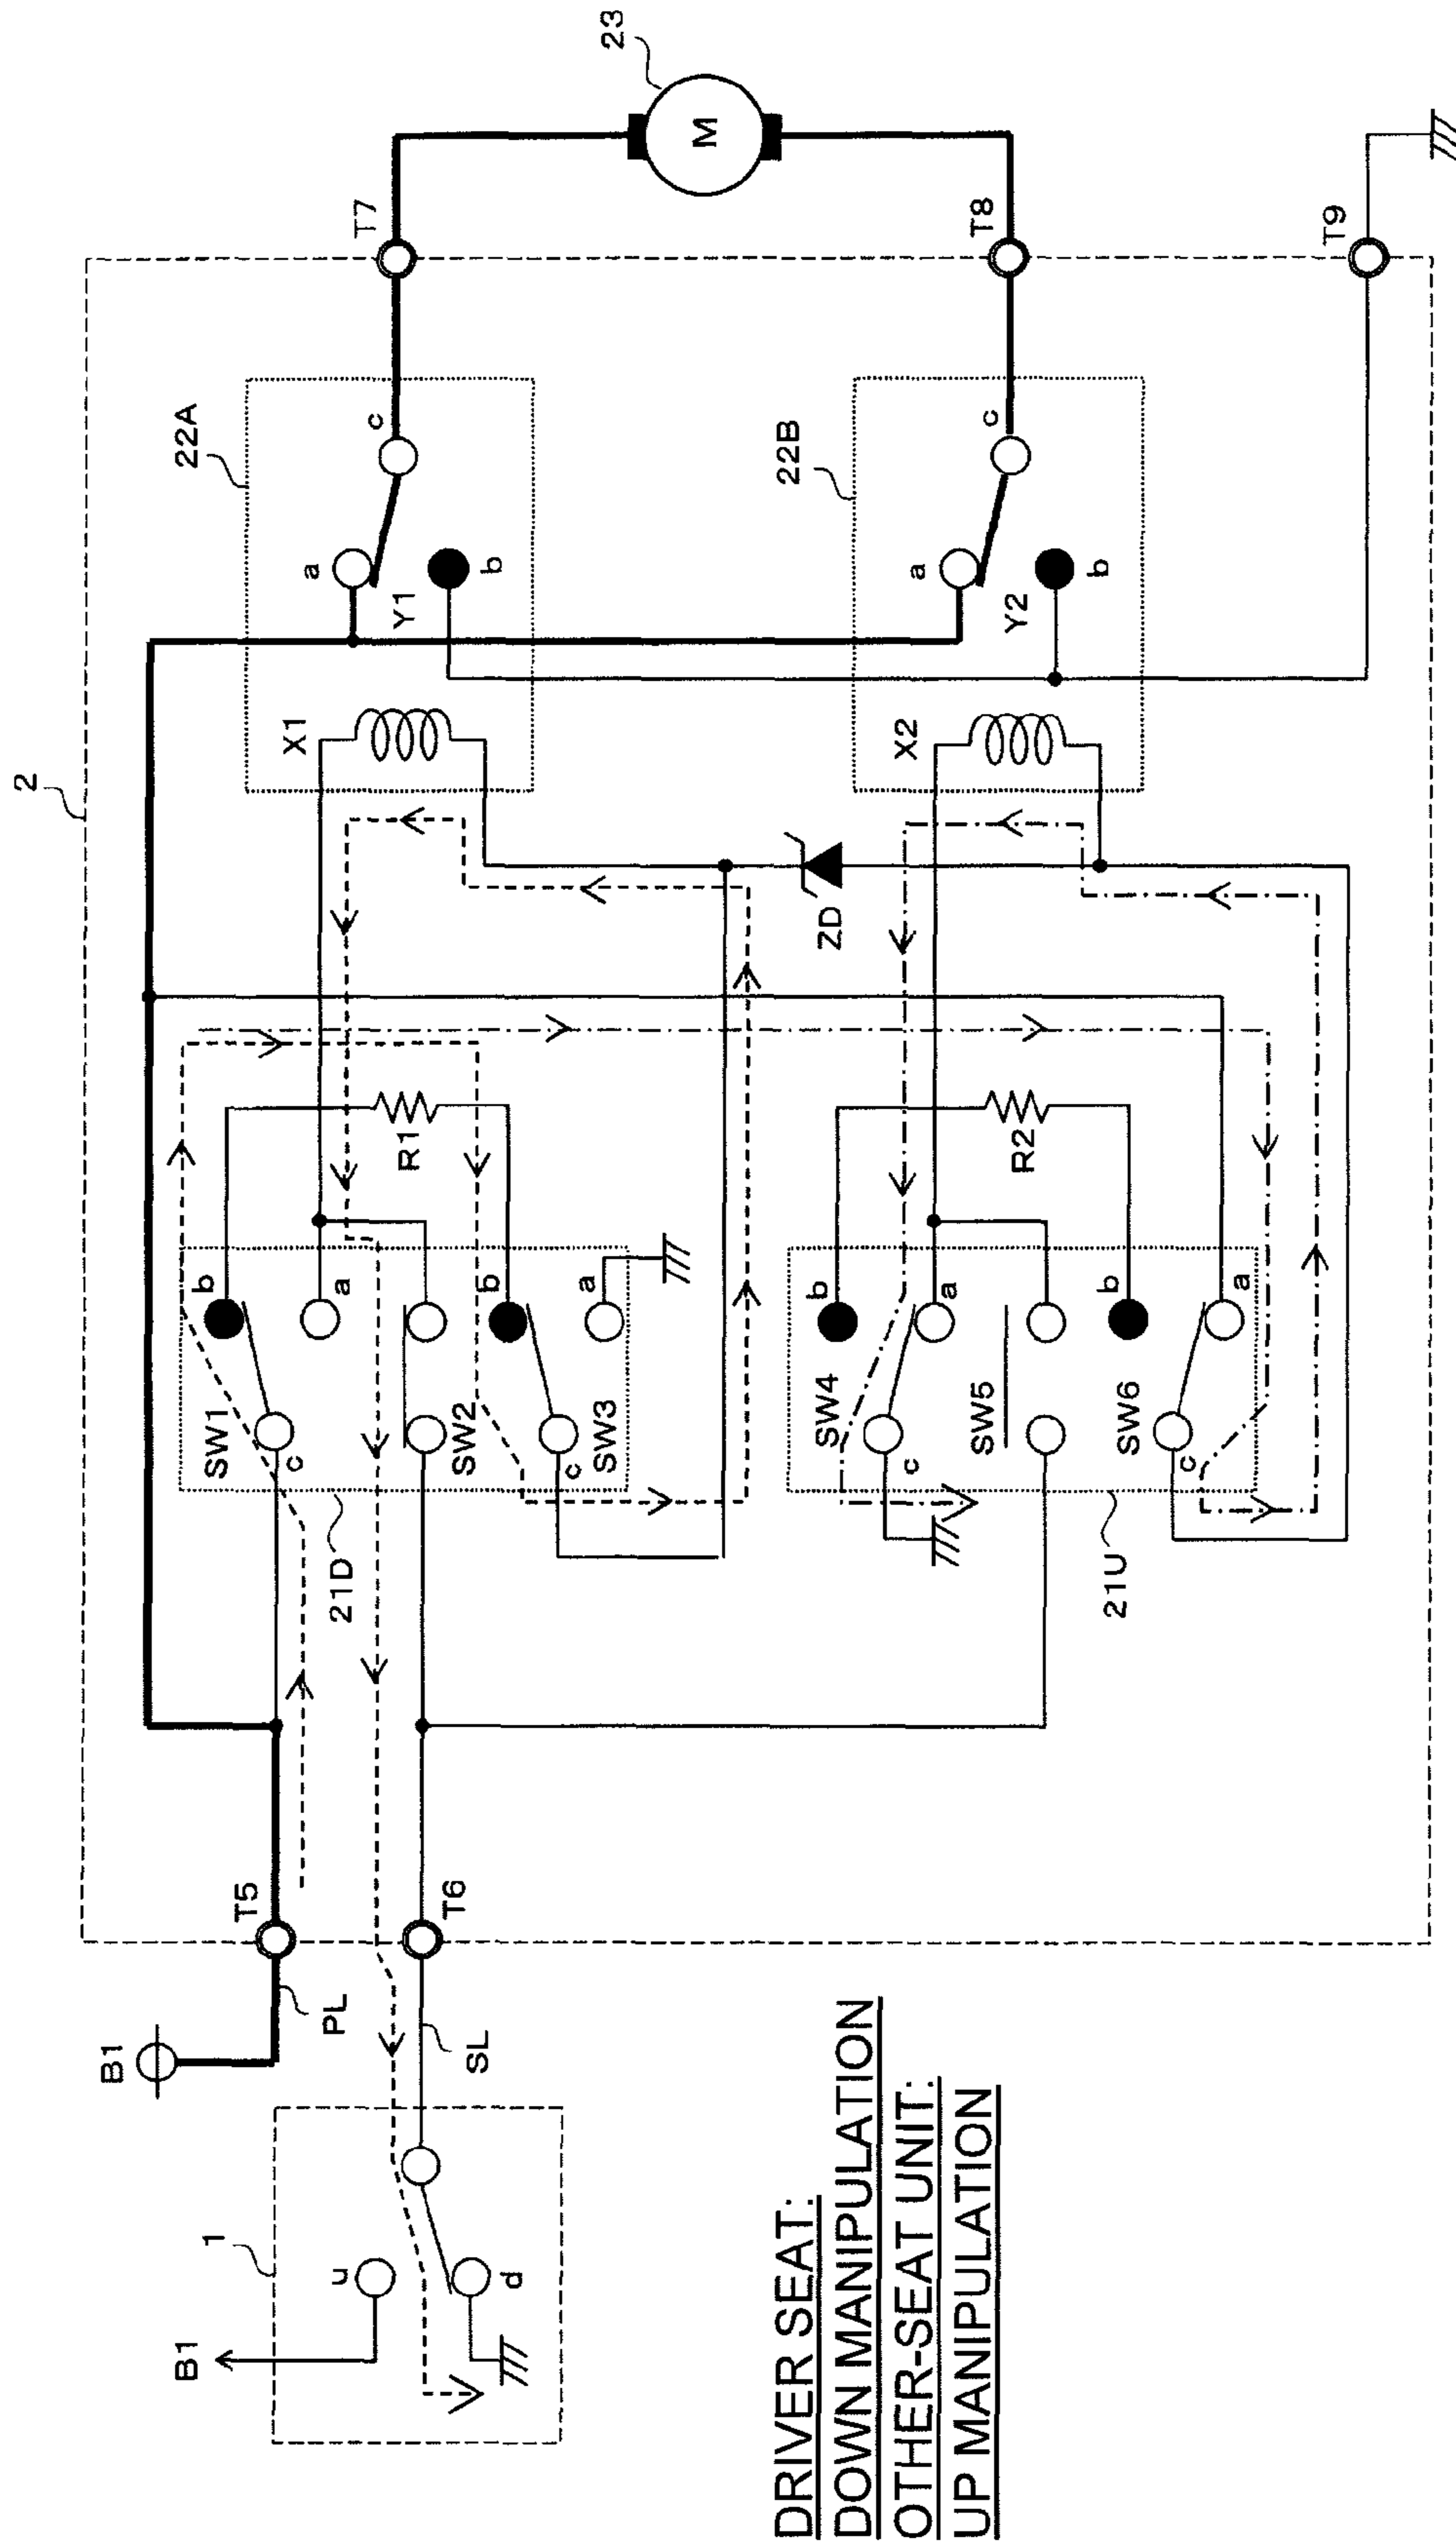 2
B1
B1
22A
1
b
SW1
T5
c
X1
a
u
PL
21D
a
T7
c
R1
Y1
T6
SW2
SL
b
b
d
c
a
SW3
23
M
22B
DRIVER SEAT:
DOWN MANIPULATION
OTHER-SEAT UNIT:
UP MANIPULATION
b
SW4
ZD
X2
c
a
a
T8
c
SW5
R2
Y2
b
b
21U
SW6
c
a
T9